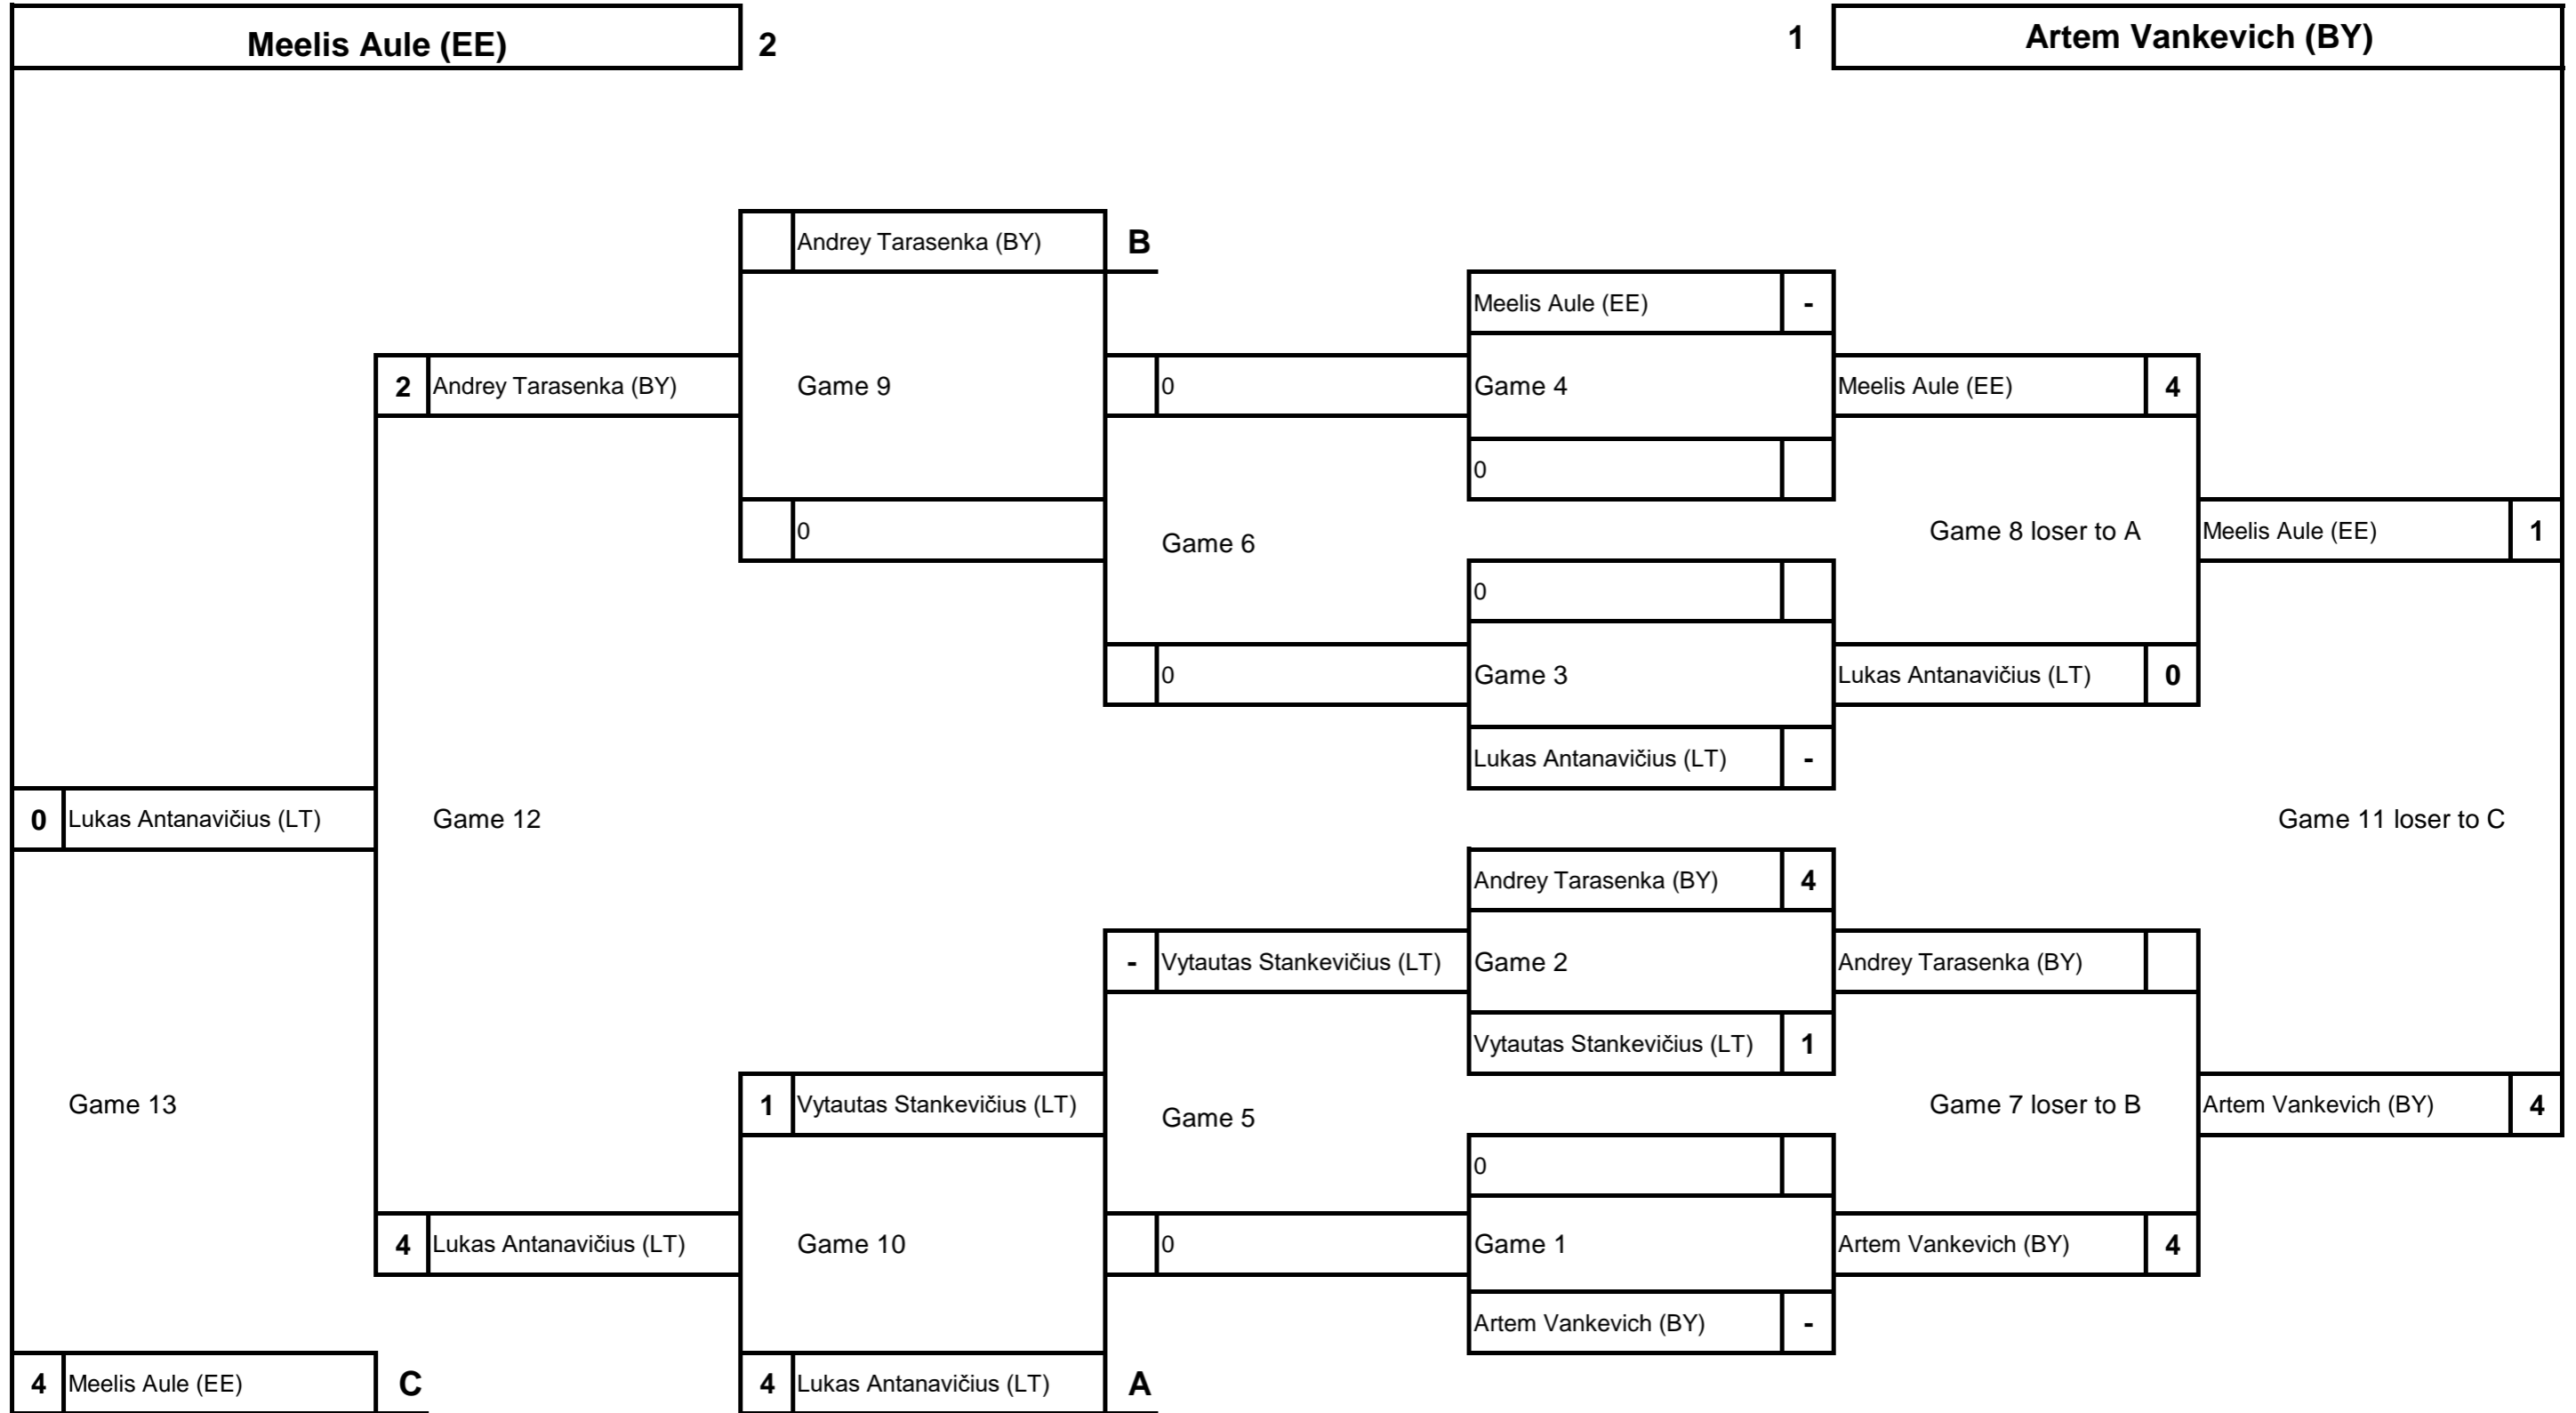 Meelis Aule (EE) 2 1 Artem Vankevich (BY)
Andrey Tarasenka (BY) B
Meelis Aule (EE) -
2 Andrey Tarasenka (BY) Game 9 0 Game 4 Meelis Aule (EE) 4
0
0 Game 6 Game 8 loser to A Meelis Aule (EE) 1
0
0 Game 3 Lukas Antanavičius (LT) 0
Lukas Antanavičius (LT) -
0 Lukas Antanavičius (LT) Game 12 Game 11 loser to C
Andrey Tarasenka (BY) 4
- Vytautas Stankevičius (LT) Game 2 Andrey Tarasenka (BY)
Vytautas Stankevičius (LT) 1
Game 13 1 Vytautas Stankevičius (LT) Game 5 Game 7 loser to B Artem Vankevich (BY) 4
0
4 Lukas Antanavičius (LT) Game 10 0 Game 1 Artem Vankevich (BY) 4
Artem Vankevich (BY) -
4 Meelis Aule (EE) C 4 Lukas Antanavičius (LT) A